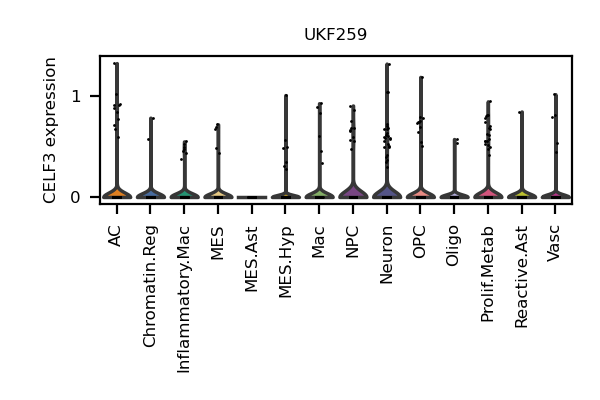 UKF259
CELF3 expression
1
0
AC
Chromatin.Reg
Inflammatory.Mac
MES
MES.Ast
MES.Hyp
Mac
NPC
Neuron
OPC
Oligo
Prolif.Metab
Reactive.Ast
Vasc